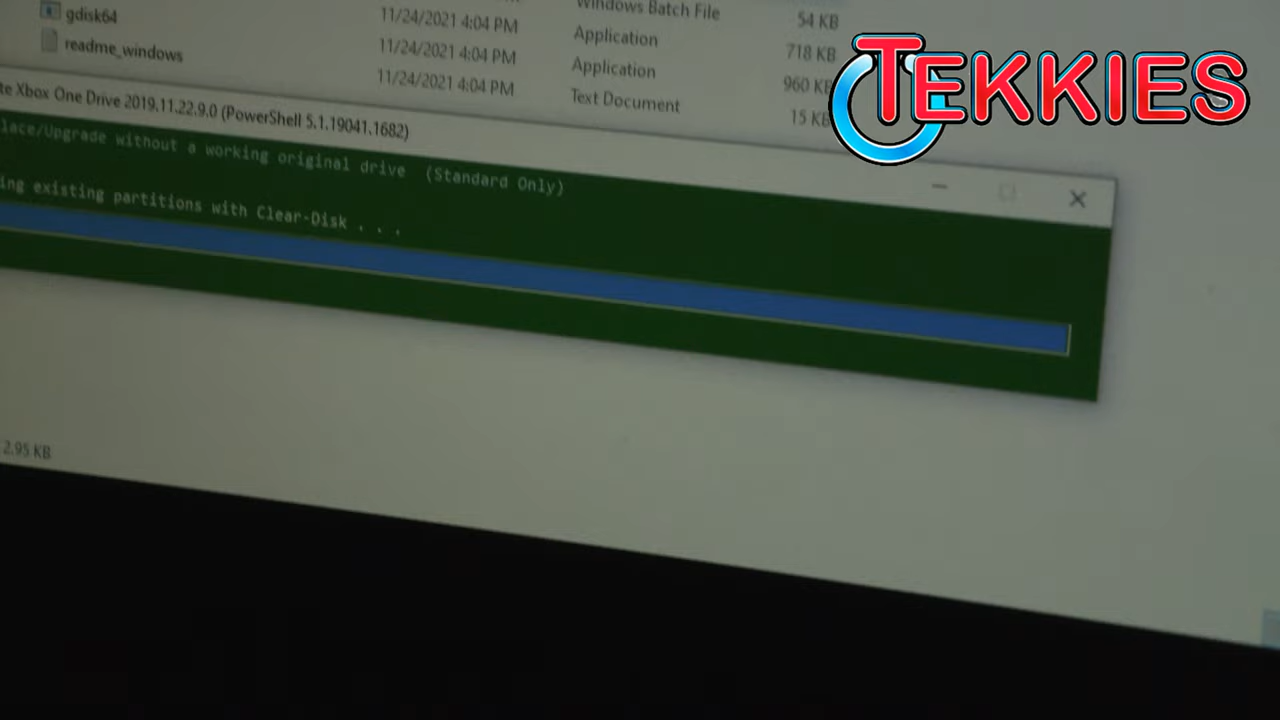 Windows Batch File 54 KB
gdisk64 11/24/2021 4:04 PM Application 718 KB
readme_windows 11/24/2021 4:04 PM Application 960 KB
11/24/2021 4:04 PM Text Document 15 KB
TEKKIES
te Xbox One Drive 2019.11.22.9.0 (PowerShell 5.1.19041.1682)
lace/Upgrade without a working original drive (Standard Only)
ing existing partitions with Clear-Disk . . .
2.95 KB